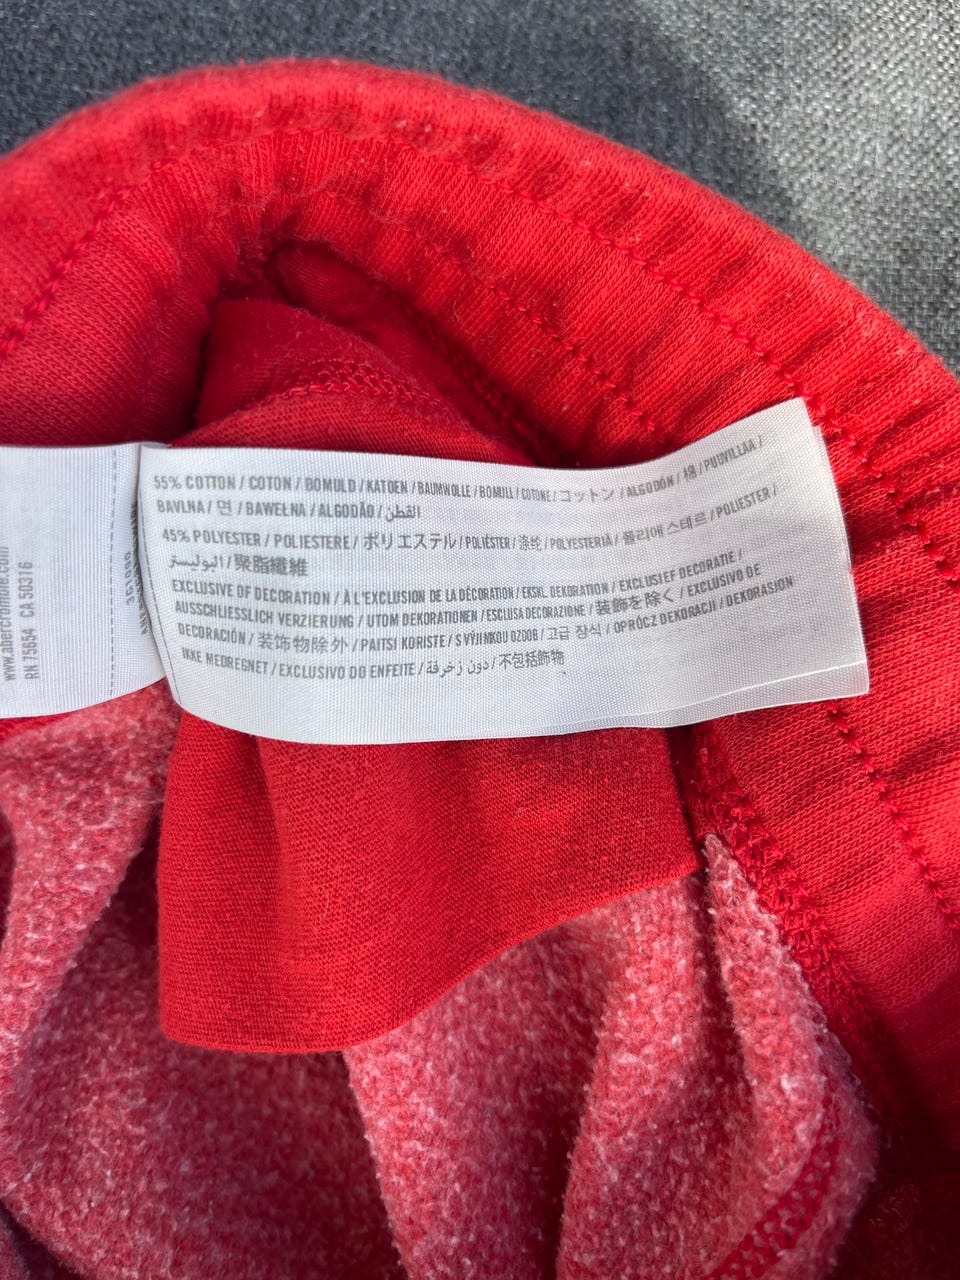 55% COTTON / COTON / BOMULD / KATOEN / BAUMWOLLE / BOMULL / COTONE / コットン / ALGODÓN / 棉 / PUUVILLAA /
BAVLNA / 면 / BAWEŁNA / ALGODÃO / القطن
45% POLYESTER / POLIESTERE / ポリエステル / POLIÉSTER / 涤纶 / POLYESTERIA / 폴리에스테르 / POLIESTER /
البوليستر / 聚脂纖維
EXCLUSIVE OF DECORATION / À L'EXCLUSION DE LA DÉCORATION / EKSKL DEKORATION / EXCLUSIEF DECORATIE /
AUSSCHLIESSLICH VERZIERUNG / UTOM DEKORATIONEN / ESCLUSA DECORAZIONE / 装飾を除く / EXCLUSIVO DE
DECORACIÓN / 装饰物除外 / PAITSI KORISTE / S VÝJIMKOU OZDOB / 고급 장식 / OPRÓCZ DEKORACJI / DEKORASJON
IKKE MEDREGNET / EXCLUSIVO DO ENFEITE / دون زخرفة / 不包括飾物
www.abercrombie.com
RN 75654 CA 50316